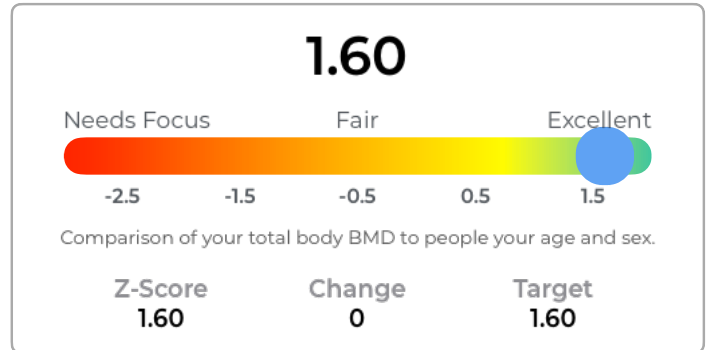 1.60
Needs Focus Fair Excellent
-2.5 -1.5 -0.5 0.5 1.5
Comparison of your total body BMD to people your age and sex.
Z-Score Change Target
1.60 0 1.60